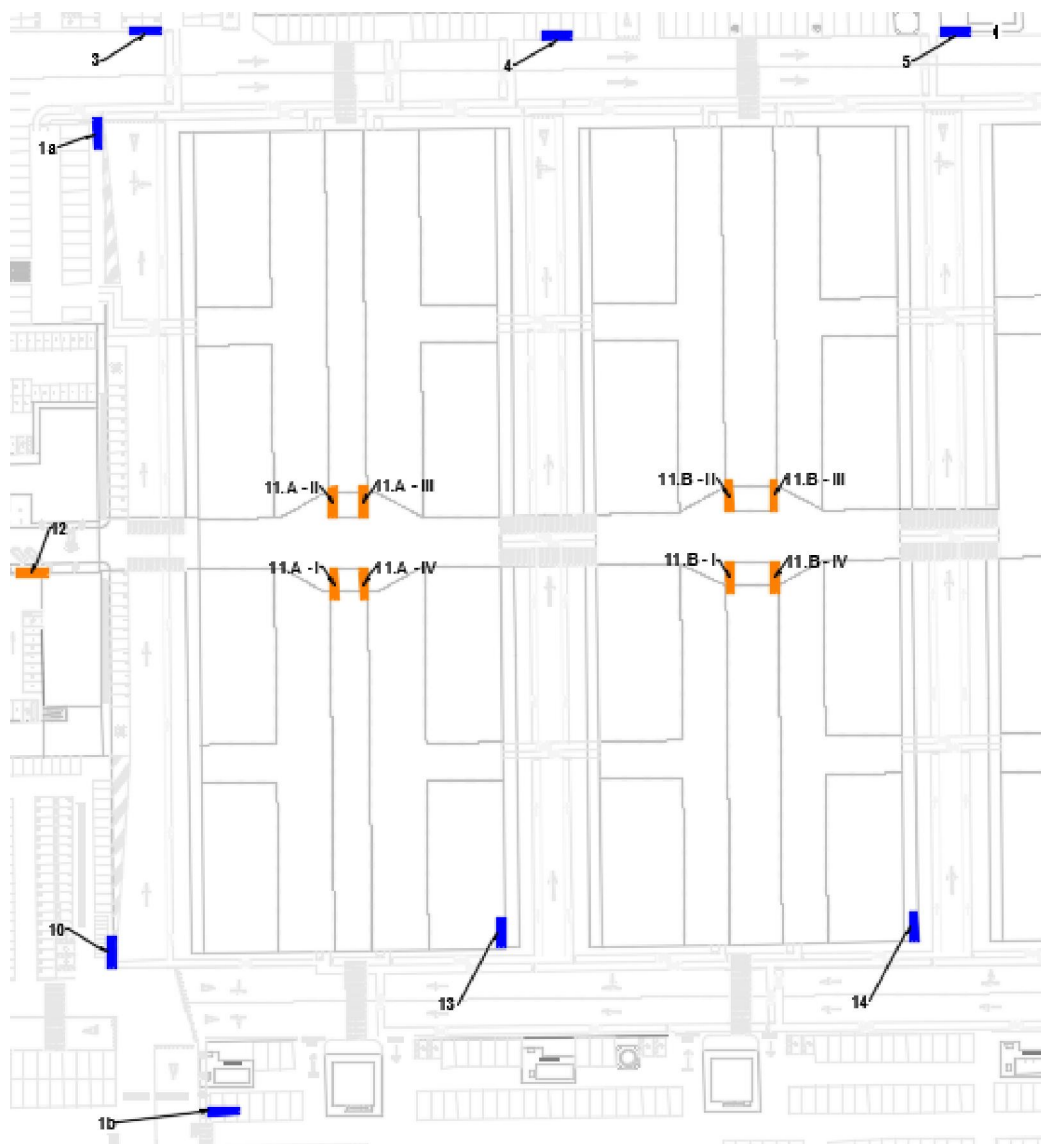 3
4
5
1a
11.A - II
11.A - III
11.B - II
11.B - III
12
11.A - I
11.A - IV
11.B - I
11.B - IV
10
13
14
1b